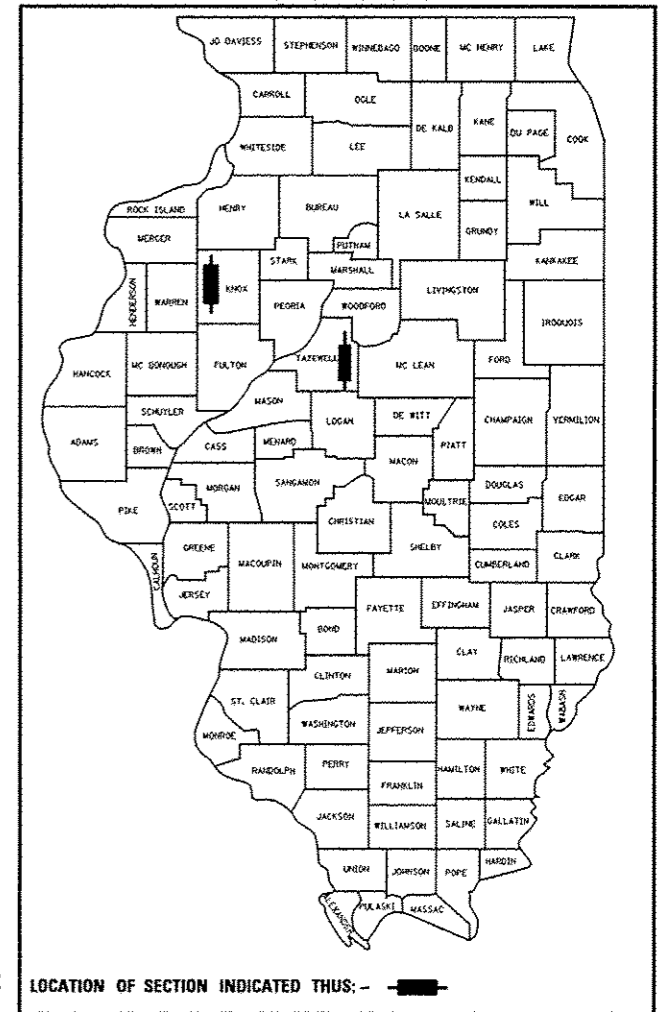 JO DAVIESS STEPHENSON WINNEBAGO BOONE MC HENRY LAKE
CARROLL OGLE DE KALB KANE DU PAGE COOK
WHITESIDE LEE KENDALL WILL
ROCK ISLAND HENRY BUREAU LA SALLE GRUNDY
MERCER STARK PUTNAM KANKAKEE
MARSHALL
HENDERSON WARREN KNOX PEORIA WOODFORD LIVINGSTON IROQUOIS
HANCOCK MC DONOUGH FULTON TAZEWELL MC LEAN FORD
SCHUYLER MASON LOGAN DE WITT CHAMPAIGN VERMILION
ADAMS BROWN CASS MENARD MACON PIATT
PIKE SCOTT MORGAN SANGAMON MOULTRIE DOUGLAS EDGAR
CHRISTIAN COLES
CALHOUN GREENE MACOUPIN MONTGOMERY SHELBY CUMBERLAND CLARK
JERSEY FAYETTE EFFINGHAM JASPER CRAWFORD
MADISON BOND CLAY RICHLAND LAWRENCE
CLINTON MARION
ST. CLAIR WASHINGTON JEFFERSON WAYNE EDWARDS WABASH
MONROE
RANDOLPH PERRY HAMILTON WHITE
FRANKLIN
JACKSON WILLIAMSON SALINE GALLATIN
UNION JOHNSON POPE HARDIN
ALEXANDER PULASKI MASSAC
LOCATION OF SECTION INDICATED THUS: -